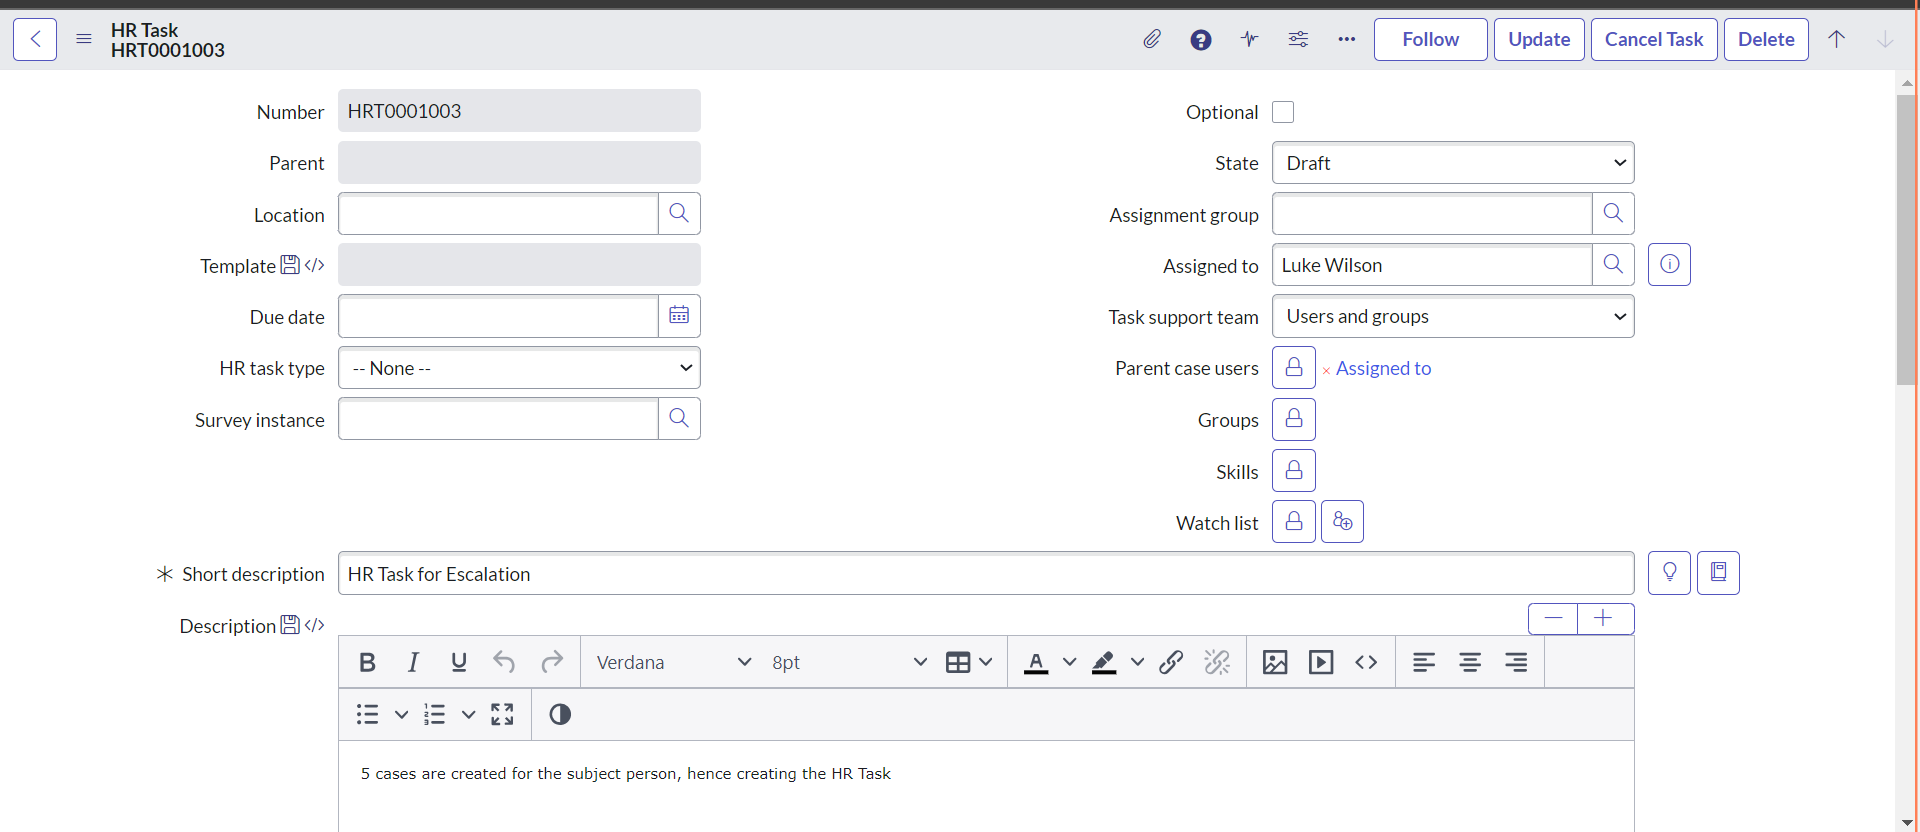 HR Task
HRT0001003
Follow
Update
Cancel Task
Delete
Number
HRT0001003
Optional
Parent
State
Draft
Location
Assignment group
Template </>
Assigned to
Luke Wilson
Due date
Task support team
Users and groups
HR task type
-- None --
Parent case users
× Assigned to
Survey instance
Groups
Skills
Watch list
Short description
HR Task for Escalation
Description </>
B I U
Verdana
8pt
A
5 cases are created for the subject person, hence creating the HR Task